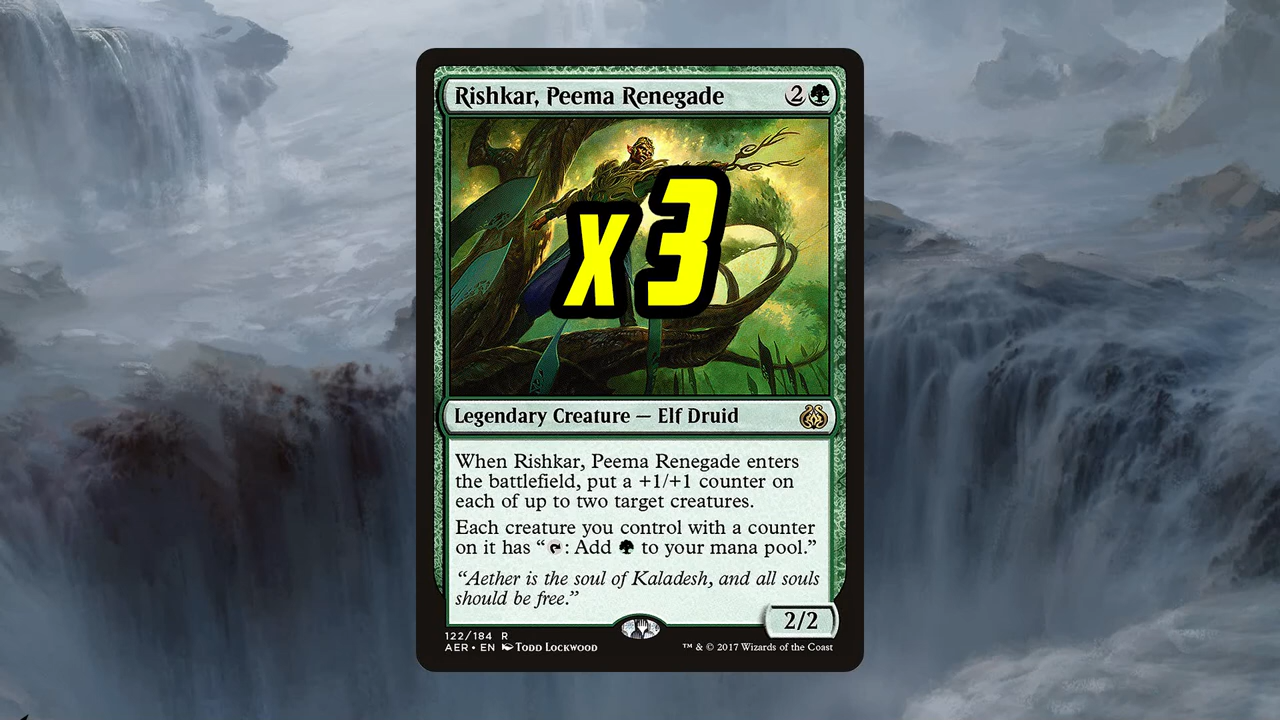 Rishkar, Peema Renegade 2
x3
Legendary Creature — Elf Druid
When Rishkar, Peema Renegade enters
the battlefield, put a +1/+1 counter on
each of up to two target creatures.
Each creature you control with a counter
on it has “: Add to your mana pool.”
“Aether is the soul of Kaladesh, and all souls
should be free.”
2/2
122/184 R
AER • EN Todd Lockwood
™ & © 2017 Wizards of the Coast